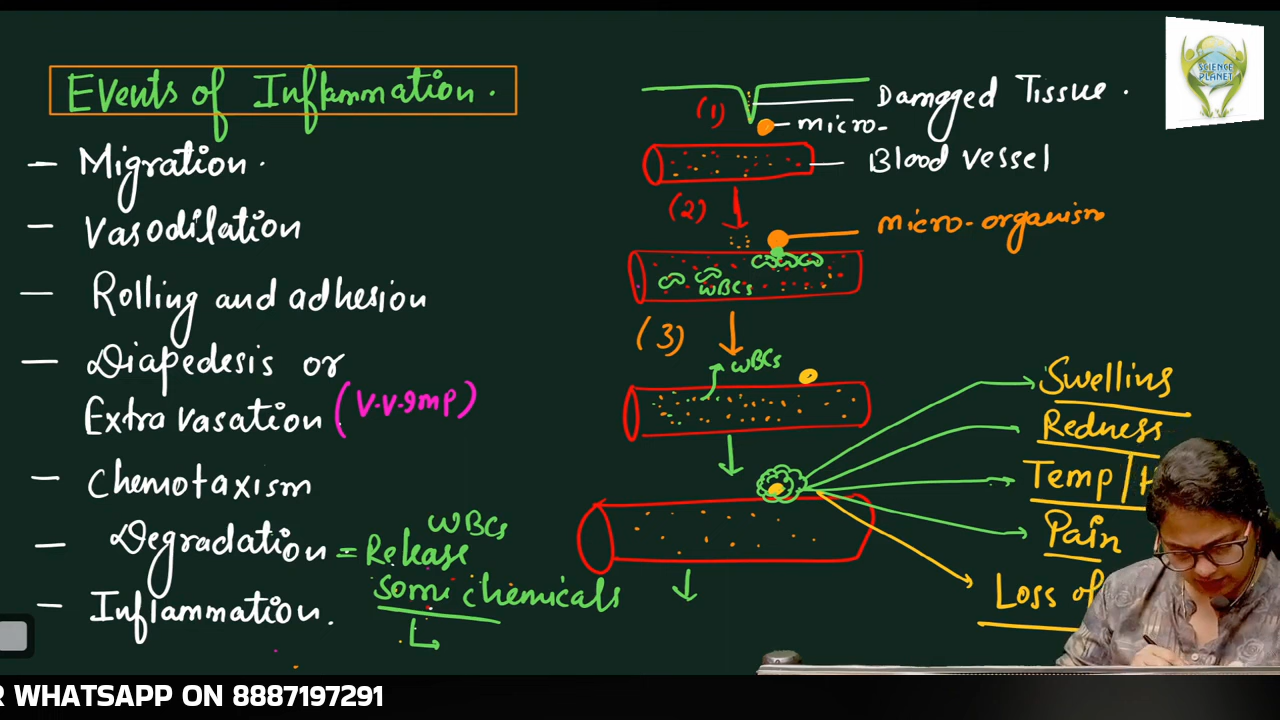 Events of Inflammation.
- Migration.
- Vasodilation
- Rolling and adhesion
- Diapedesis or
Extra vasation (V.V.Imp)
- Chemotaxism
- Degradation = Release WBCs
Some chemicals
- Inflammation.
(1) Damaged Tissue.
micro-
Blood vessel
(2)
micro-organism
WBCs
(3)
WBCs
Swelling
Redness
Temp/H
Pain
Loss of
SCIENCE
PLANET
R WHATSAPP ON 8887197291